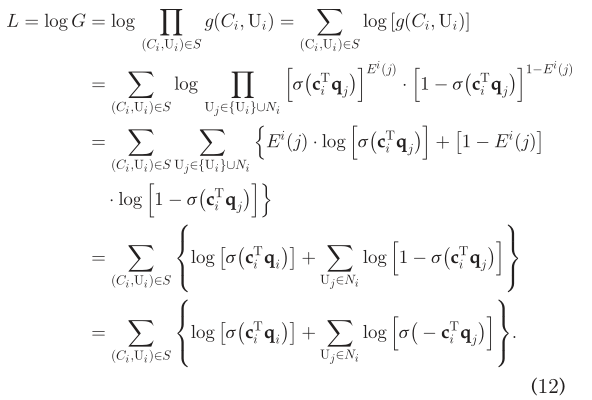 L = log G = log ∏_{(C_i,U_i)∈S} g(C_i, U_i) = ∑_{(C_i,U_i)∈S} log [g(C_i, U_i)]
= ∑_{(C_i,U_i)∈S} log ∏_{U_j∈{U_i}∪N_i} [σ(𝐜_i^T 𝐪_j)]^{E^i(j)} · [1 − σ(𝐜_i^T 𝐪_j)]^{1−E^i(j)}
= ∑_{(C_i,U_i)∈S} ∑_{U_j∈{U_i}∪N_i} {E^i(j) · log [σ(𝐜_i^T 𝐪_j)] + [1 − E^i(j)]
· log [1 − σ(𝐜_i^T 𝐪_j)]}
= ∑_{(C_i,U_i)∈S} {log [σ(𝐜_i^T 𝐪_i)] + ∑_{U_j∈N_i} log [1 − σ(𝐜_i^T 𝐪_j)]}
= ∑_{(C_i,U_i)∈S} {log [σ(𝐜_i^T 𝐪_i)] + ∑_{U_j∈N_i} log [σ( − 𝐜_i^T 𝐪_j)]}.
(12)